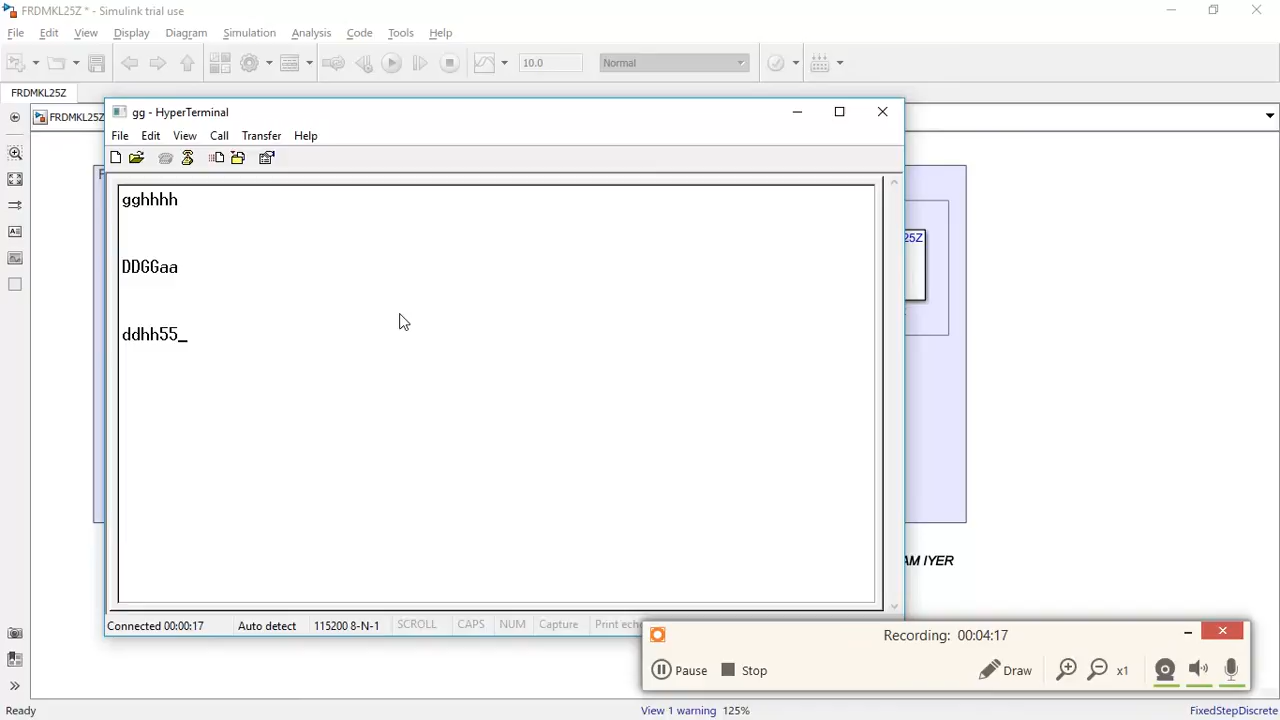 FRDMKL25Z * - Simulink trial use
File Edit View Display Diagram Simulation Analysis Code Tools Help
10.0 Normal
FRDMKL25Z
FRDMKL25Z
gg - HyperTerminal
File Edit View Call Transfer Help
gghhhh
25Z
DDGGaa
ddhh55_
AM IYER
Connected 00:00:17 Auto detect 115200 8-N-1 SCROLL CAPS NUM Capture Print ech
Recording: 00:04:17
Pause Stop Draw x1
Ready View 1 warning 125% FixedStepDiscrete